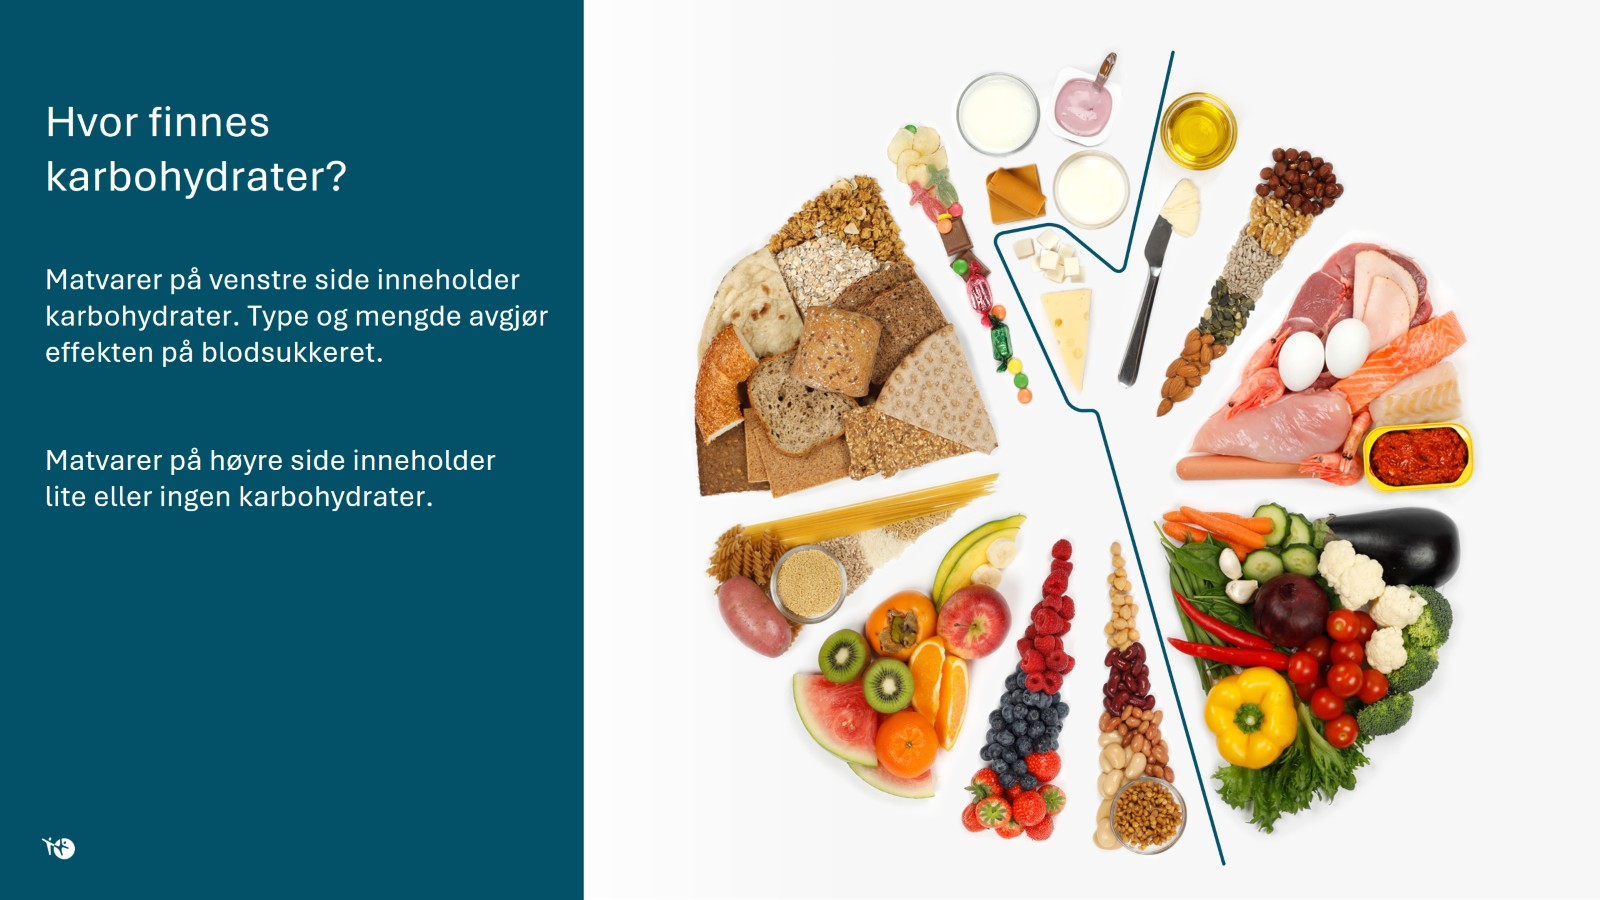 Hvor finnes
karbohydrater?
Matvarer på venstre side inneholder
karbohydrater. Type og mengde avgjør
effekten på blodsukkeret.
Matvarer på høyre side inneholder
lite eller ingen karbohydrater.